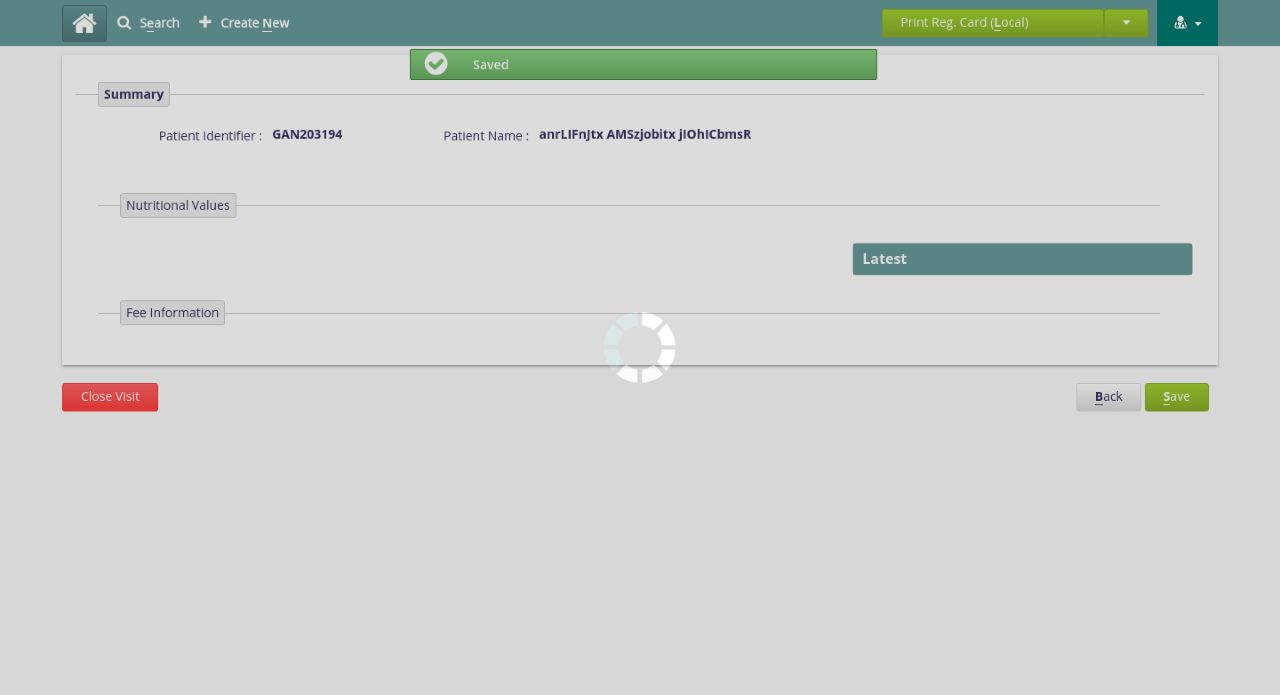 Search
Create New
Print Reg. Card (Local)
Saved
Summary
Patient Identifier : GAN203194
Patient Name : anrLIFnJtx AMSzjobitx jIOhICbmsR
Nutritional Values
Latest
Fee Information
Close Visit
Back
Save